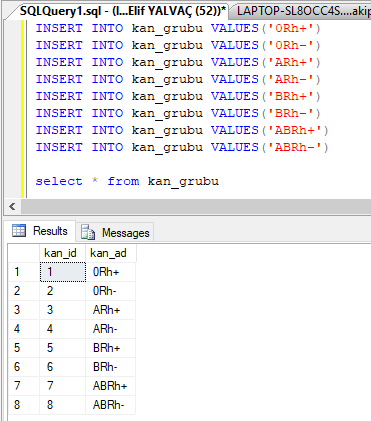 SQLQuery1.sql - (l...Elif YALVAÇ (52))* LAPTOP-SL8OCC4S....akip
INSERT INTO kan_grubu VALUES('0Rh+')
INSERT INTO kan_grubu VALUES('0Rh-')
INSERT INTO kan_grubu VALUES('ARh+')
INSERT INTO kan_grubu VALUES('ARh-')
INSERT INTO kan_grubu VALUES('BRh+')
INSERT INTO kan_grubu VALUES('BRh-')
INSERT INTO kan_grubu VALUES('ABRh+')
INSERT INTO kan_grubu VALUES('ABRh-')
select * from kan_grubu
Results Messages
kan_id kan_ad
1 1 0Rh+
2 2 0Rh-
3 3 ARh+
4 4 ARh-
5 5 BRh+
6 6 BRh-
7 7 ABRh+
8 8 ABRh-